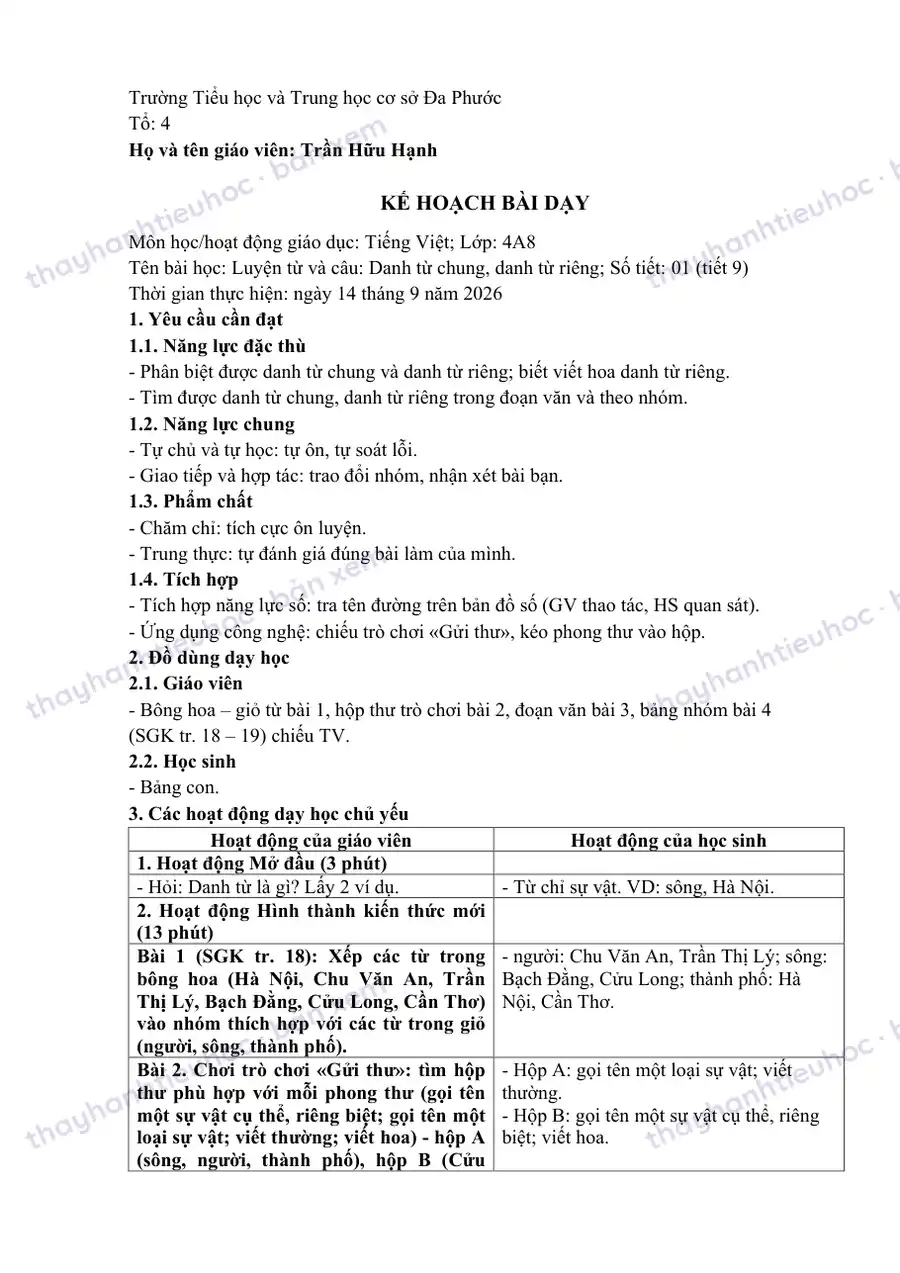 Trường Tiểu học và Trung học cơ sở Đa Phước
Tổ: 4
Họ và tên giáo viên: Trần Hữu Hạnh
KẾ HOẠCH BÀI DẠY
Môn học/hoạt động giáo dục: Tiếng Việt; Lớp: 4A8
Tên bài học: Luyện từ và câu: Danh từ chung, danh từ riêng; Số tiết: 01 (tiết 9)
Thời gian thực hiện: ngày 14 tháng 9 năm 2026
1. Yêu cầu cần đạt
1.1. Năng lực đặc thù
- Phân biệt được danh từ chung và danh từ riêng; biết viết hoa danh từ riêng.
- Tìm được danh từ chung, danh từ riêng trong đoạn văn và theo nhóm.
1.2. Năng lực chung
- Tự chủ và tự học: tự ôn, tự soát lỗi.
- Giao tiếp và hợp tác: trao đổi nhóm, nhận xét bài bạn.
1.3. Phẩm chất
- Chăm chỉ: tích cực ôn luyện.
- Trung thực: tự đánh giá đúng bài làm của mình.
1.4. Tích hợp
- Tích hợp năng lực số: tra tên đường trên bản đồ số (GV thao tác, HS quan sát).
- Ứng dụng công nghệ: chiếu trò chơi «Gửi thư», kéo phong thư vào hộp.
2. Đồ dùng dạy học
2.1. Giáo viên
- Bông hoa – giỏ từ bài 1, hộp thư trò chơi bài 2, đoạn văn bài 3, bảng nhóm bài 4
(SGK tr. 18 – 19) chiếu TV.
2.2. Học sinh
- Bảng con.
3. Các hoạt động dạy học chủ yếu
Hoạt động của giáo viên
Hoạt động của học sinh
1. Hoạt động Mở đầu (3 phút)
- Hỏi: Danh từ là gì? Lấy 2 ví dụ.
- Từ chỉ sự vật. VD: sông, Hà Nội.
2. Hoạt động Hình thành kiến thức mới
(13 phút)
Bài 1 (SGK tr. 18): Xếp các từ trong
bông hoa (Hà Nội, Chu Văn An, Trần
Thị Lý, Bạch Đằng, Cửu Long, Cần Thơ)
vào nhóm thích hợp với các từ trong giỏ
(người, sông, thành phố).
- người: Chu Văn An, Trần Thị Lý; sông:
Bạch Đằng, Cửu Long; thành phố: Hà
Nội, Cần Thơ.
Bài 2. Chơi trò chơi «Gửi thư»: tìm hộp
thư phù hợp với mỗi phong thư (gọi tên
một sự vật cụ thể, riêng biệt; gọi tên một
loại sự vật; viết thường; viết hoa) - hộp A
(sông, người, thành phố), hộp B (Cửu
- Hộp A: gọi tên một loại sự vật; viết
thường.
- Hộp B: gọi tên một sự vật cụ thể, riêng
biệt; viết hoa.
thayhanhtieuhoc · bản xem
thayhanhtieuhoc · b
thayhanhtieuhoc · bản xem
thayhanhtieuhoc · b
thayhanhtieuhoc · bản xem
thayhanhtieuhoc · b